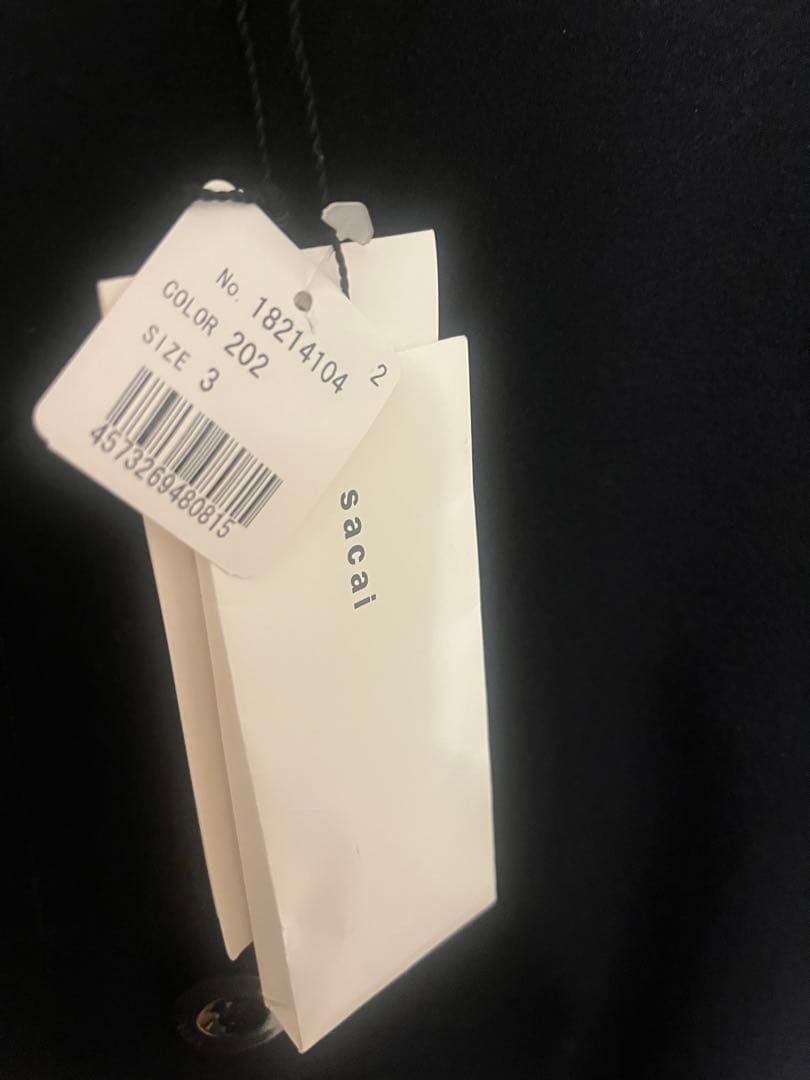 No. 18214104 2
COLOR 202
SIZE 3
4573269480815
sacai